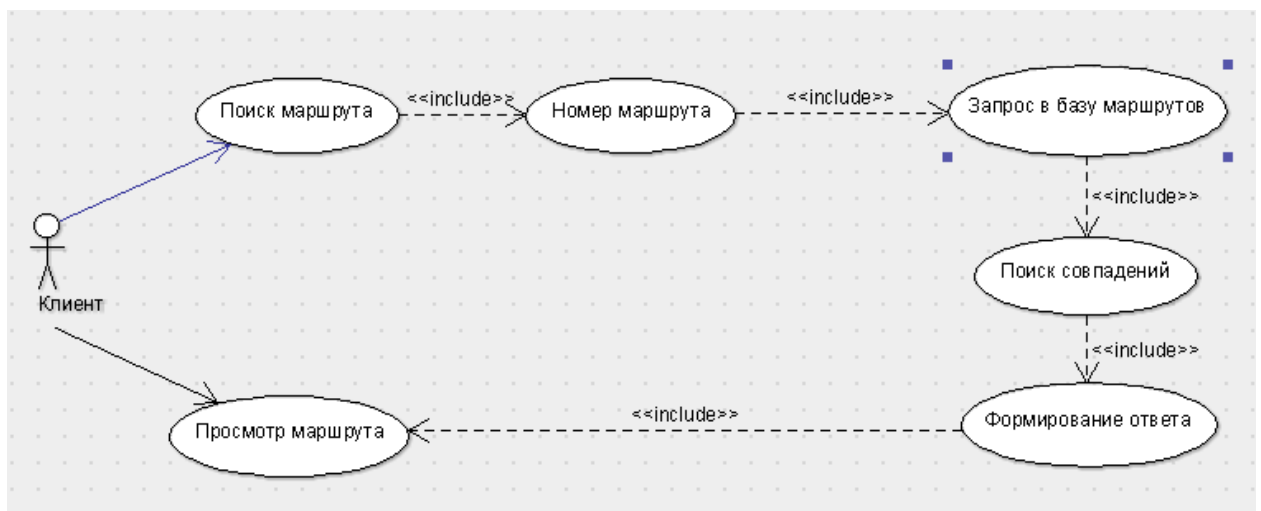 Поиск маршрута
<<include>>
Номер маршрута
<<include>>
Запрос в базу маршрутов
<<include>>
Поиск совпадений
Клиент
<<include>>
Формирование ответа
<<include>>
Просмотр маршрута